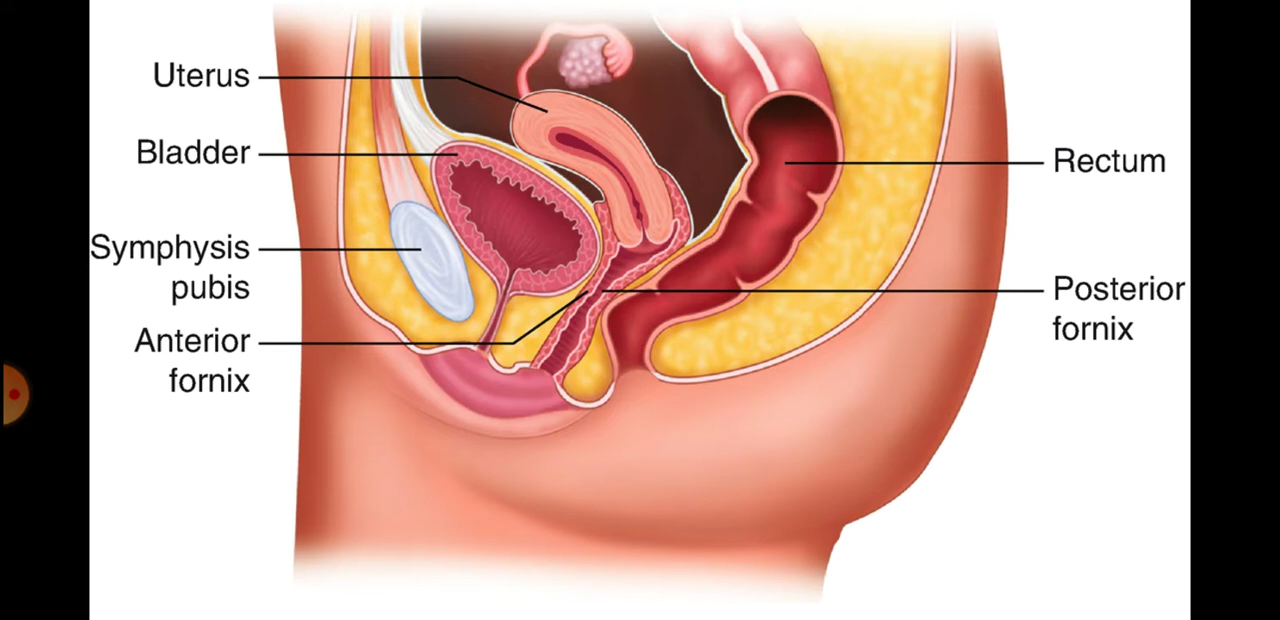 Uterus
Bladder
Symphysis
pubis
Anterior
fornix
Rectum
Posterior
fornix